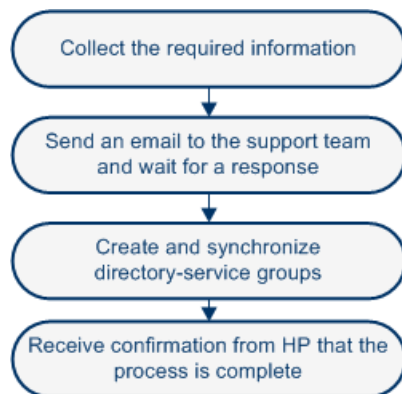 Collect the required information
Send an email to the support team
and wait for a response
Create and synchronize
directory-service groups
Receive confirmation from HP that the
process is complete